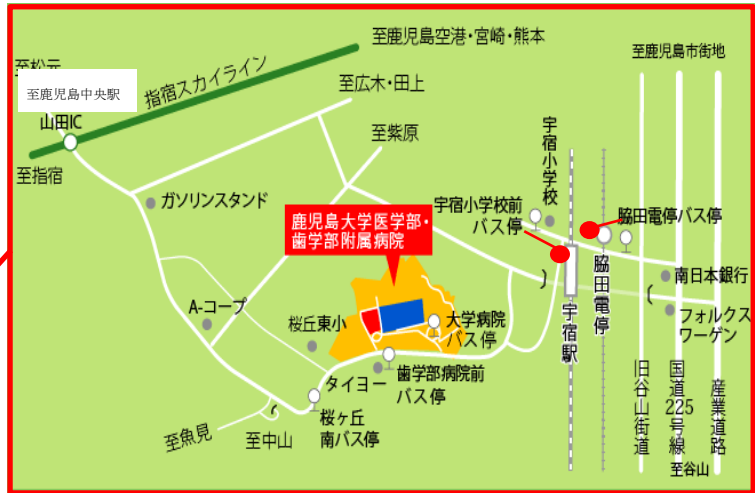 至鹿児島空港・宮崎・熊本
至鹿児島市街地
至松元
至鹿児島中央駅
指宿スカイライン
至広木・田上
山田IC
至紫原
至指宿
ガソリンスタンド
宇宿小学校
宇宿小学校前
バス停
脇田電停バス停
鹿児島大学医学部・
歯学部附属病院
脇田電停
南日本銀行
A-コープ
桜丘東小
大学病院
バス停
宇宿駅
フォルクス
ワーゲン
タイヨー
歯学部病院前
バス停
旧谷山街道
国道225号線
産業道路
桜ヶ丘
南バス停
至魚見
至中山
至谷山